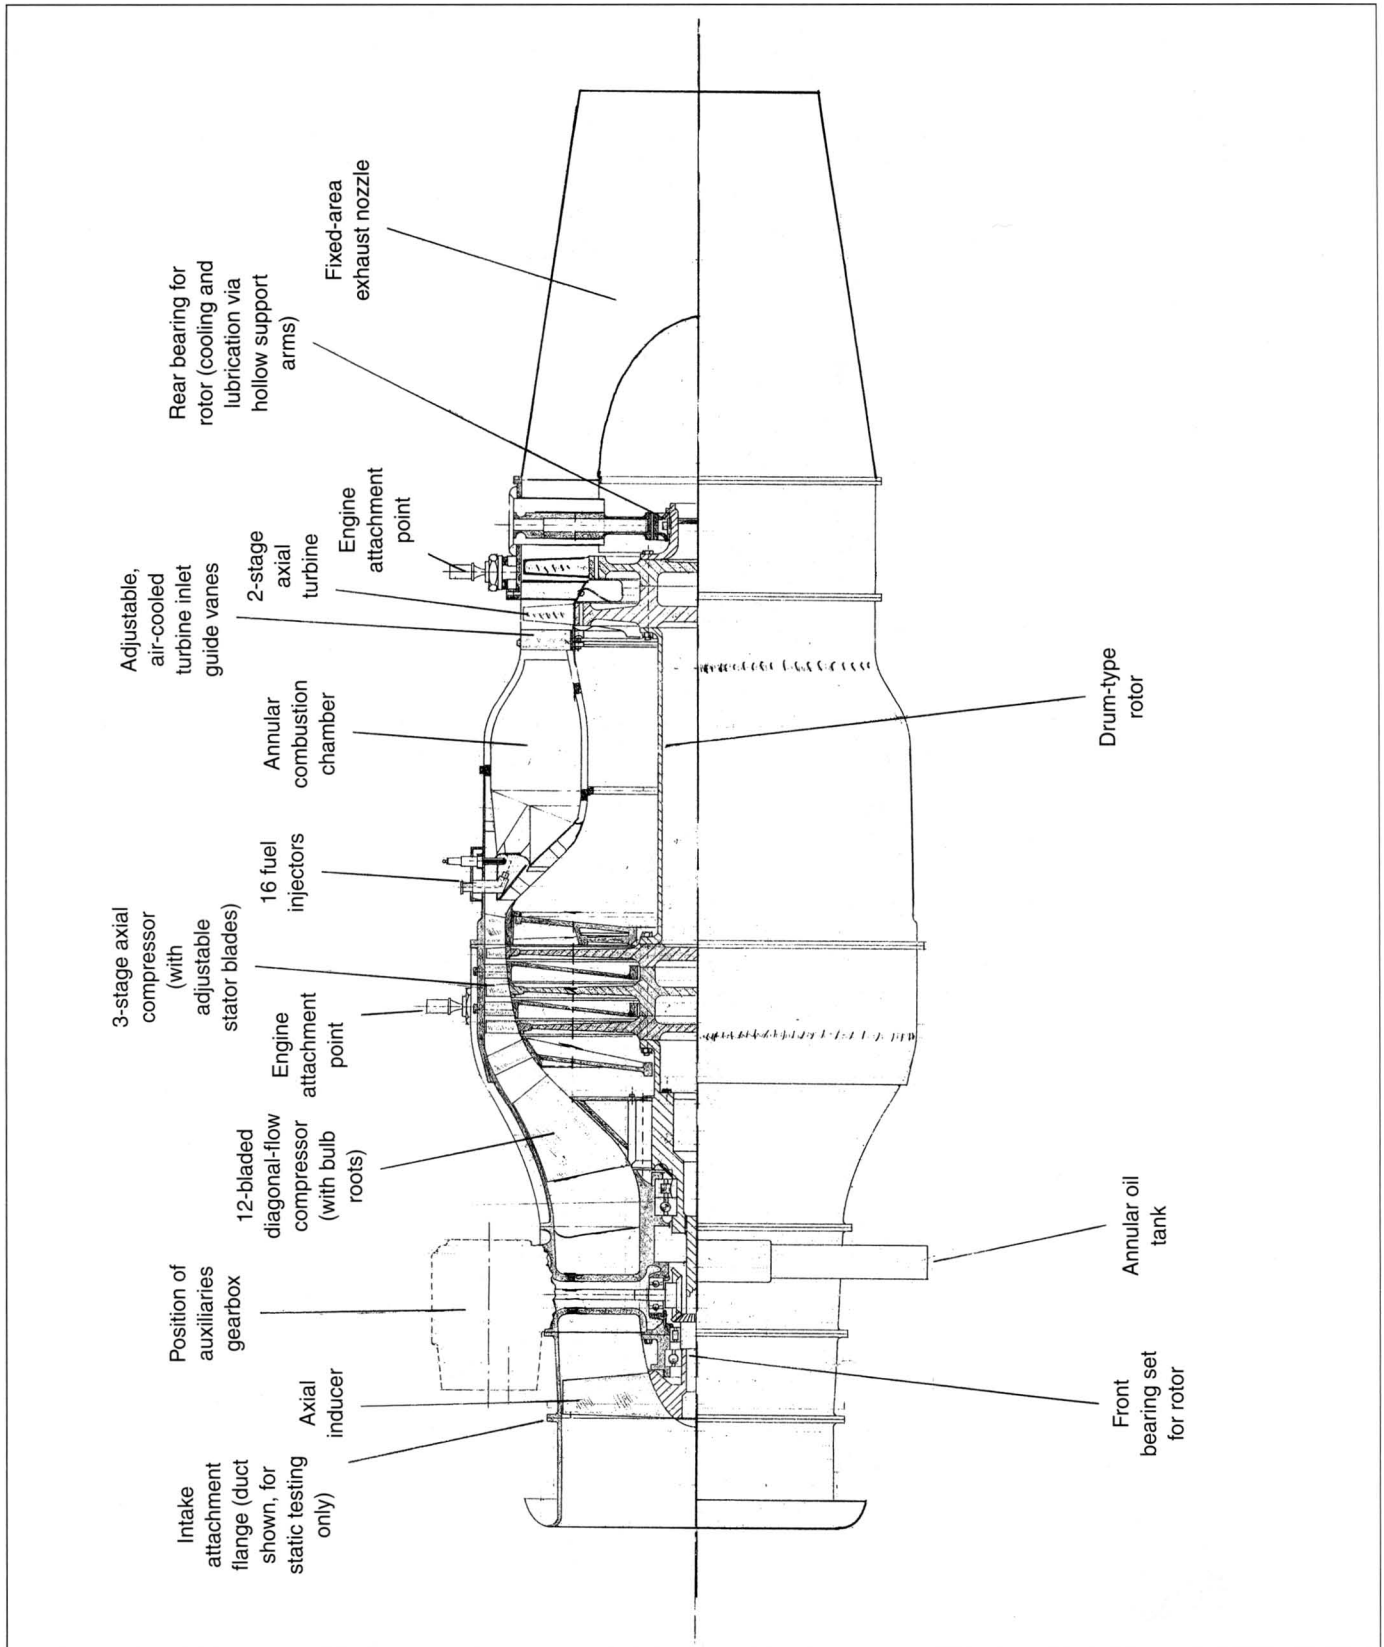 Intake
attachment
flange (duct
shown, for
static testing
only)
Axial
inducer
Position of
auxiliaries
gearbox
12-bladed
diagonal-flow
compressor
(with bulb
roots)
Engine
attachment
point
3-stage axial
compressor
(with
adjustable
stator blades)
16 fuel
injectors
Annular
combustion
chamber
Adjustable,
air-cooled
turbine inlet
guide vanes
2-stage
axial
turbine
Engine
attachment
point
Rear bearing for
rotor (cooling and
lubrication via
hollow support
arms)
Fixed-area
exhaust nozzle
Front
bearing set
for rotor
Annular oil
tank
Drum-type
rotor